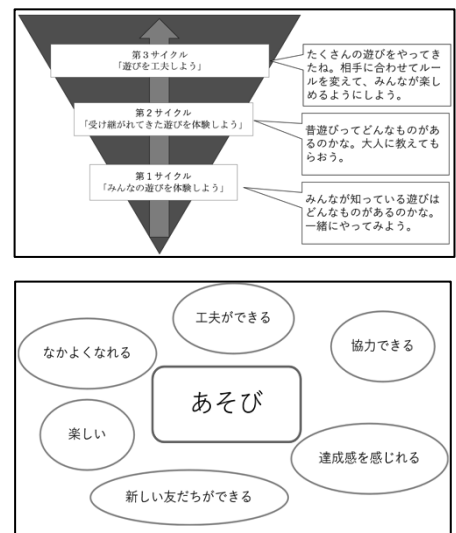 第３サイクル
「遊びを工夫しよう」
たくさんの遊びをやってき
たね。相手に合わせてルー
ルを変えて、みんなが楽し
めるようにしよう。
第２サイクル
「受け継がれてきた遊びを体験しよう」
昔遊びってどんなものがあ
るのかな。大人に教えても
らおう。
第１サイクル
「みんなの遊びを体験しよう」
みんなが知っている遊びは
どんなものがあるのかな。
一緒にやってみよう。
工夫ができる
なかよくなれる
協力できる
あそび
楽しい
達成感を感じれる
新しい友だちができる